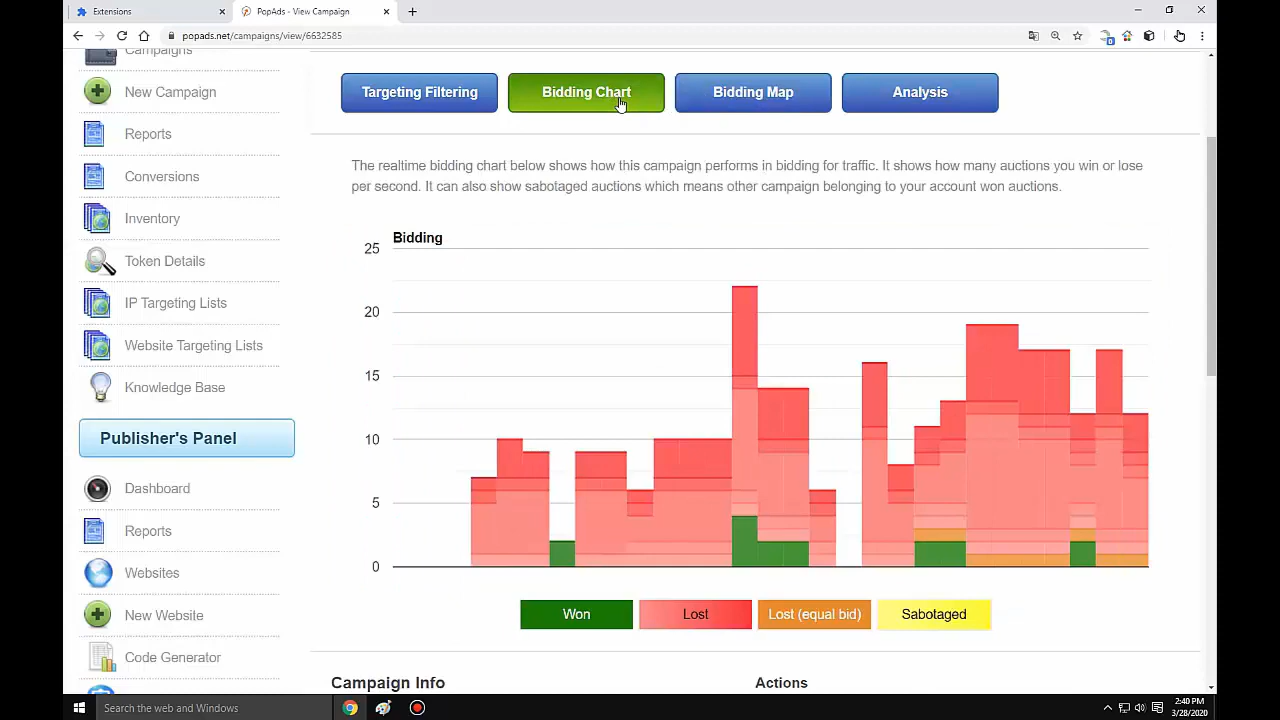 Extensions
PopAds - View Campaign
popads.net/campaigns/view/6632585
Campaigns
New Campaign
Reports
Conversions
Inventory
Token Details
IP Targeting Lists
Website Targeting Lists
Knowledge Base
Publisher's Panel
Dashboard
Reports
Websites
New Website
Code Generator
Targeting Filtering
Bidding Chart
Bidding Map
Analysis
The realtime bidding chart below shows how this campaign performs in bidding for traffic. It shows how many auctions you win or lose
per second. It can also show sabotaged auctions which means other campaign belonging to your account won auctions.
Bidding
25
20
15
10
5
0
Won
Lost
Lost (equal bid)
Sabotaged
Campaign Info
Actions
Search the web and Windows
2:40 PM
3/28/2020